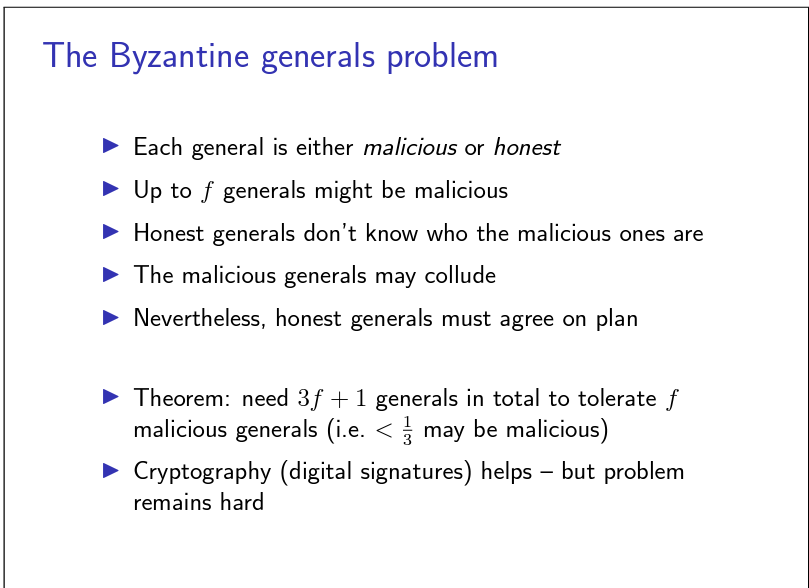 The Byzantine generals problem
▶ Each general is either malicious or honest
▶ Up to f generals might be malicious
▶ Honest generals don't know who the malicious ones are
▶ The malicious generals may collude
▶ Nevertheless, honest generals must agree on plan
▶ Theorem: need 3f + 1 generals in total to tolerate f
malicious generals (i.e. < 1/3 may be malicious)
▶ Cryptography (digital signatures) helps – but problem
remains hard